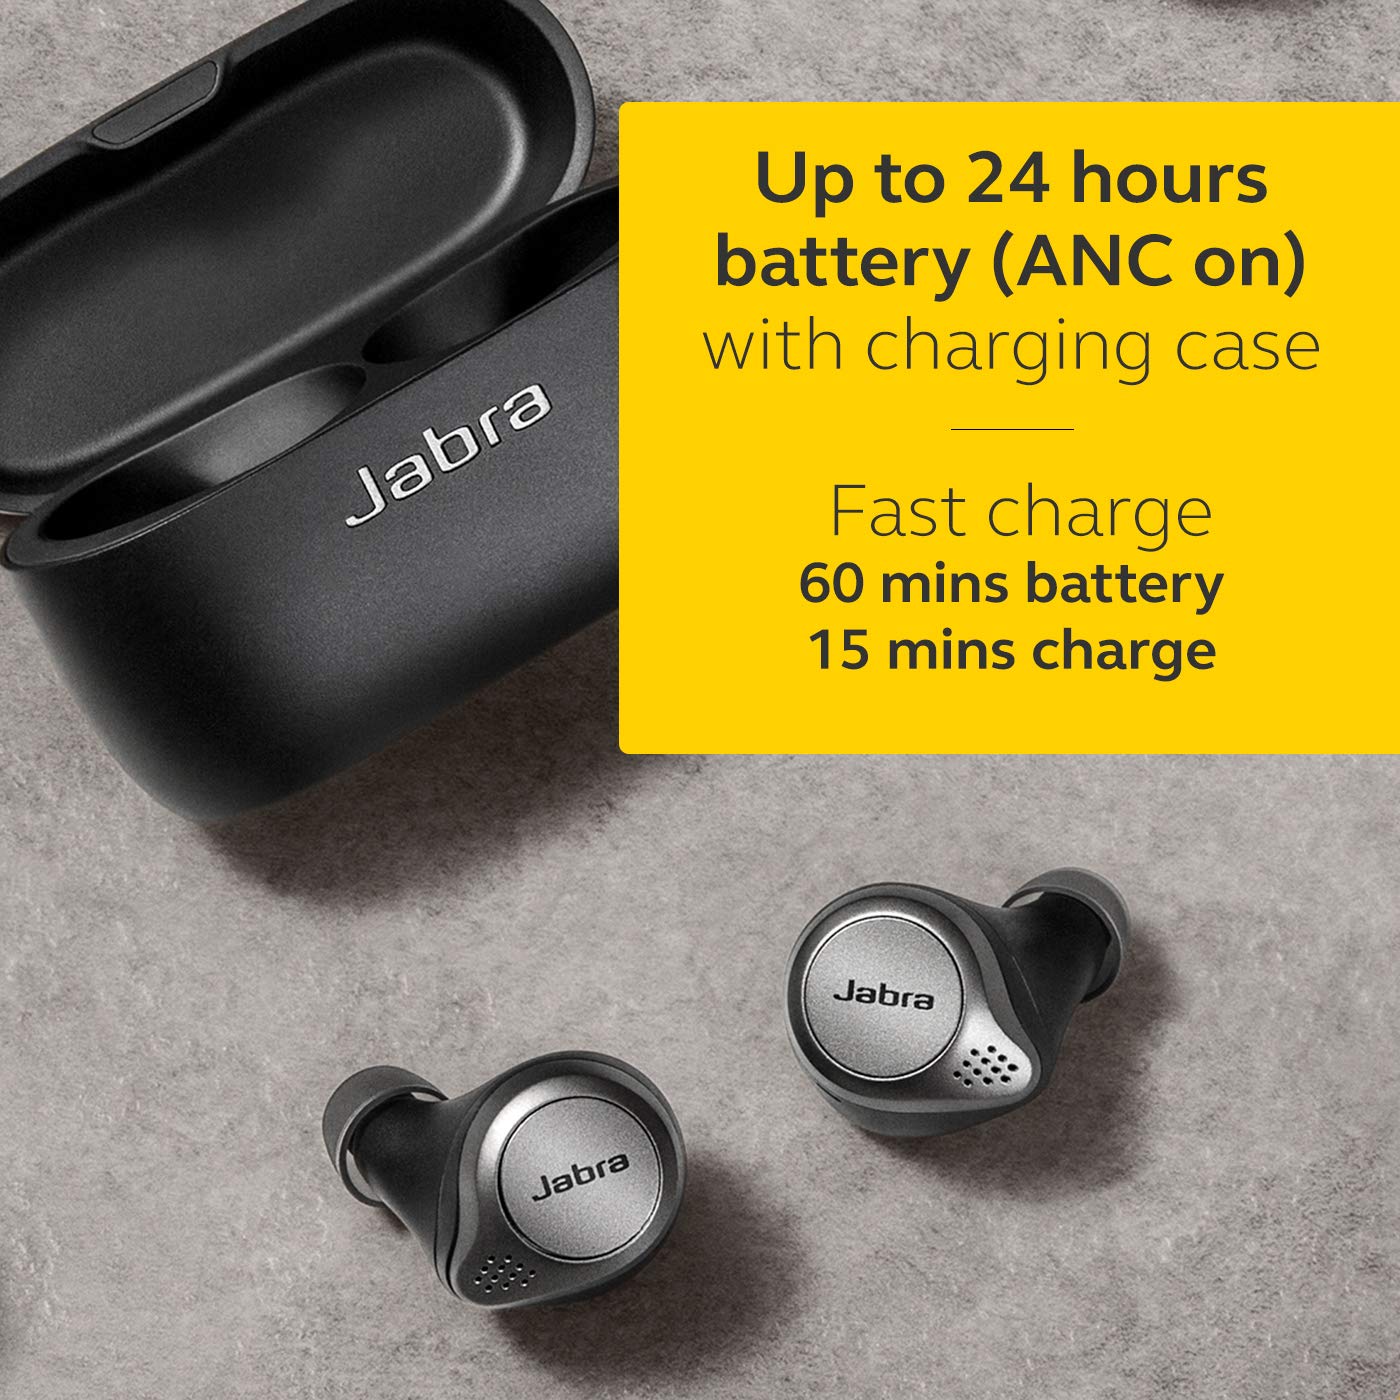 Up to 24 hours
battery (ANC on)
with charging case
Fast charge
60 mins battery
15 mins charge
Jabra
Jabra
Jabra